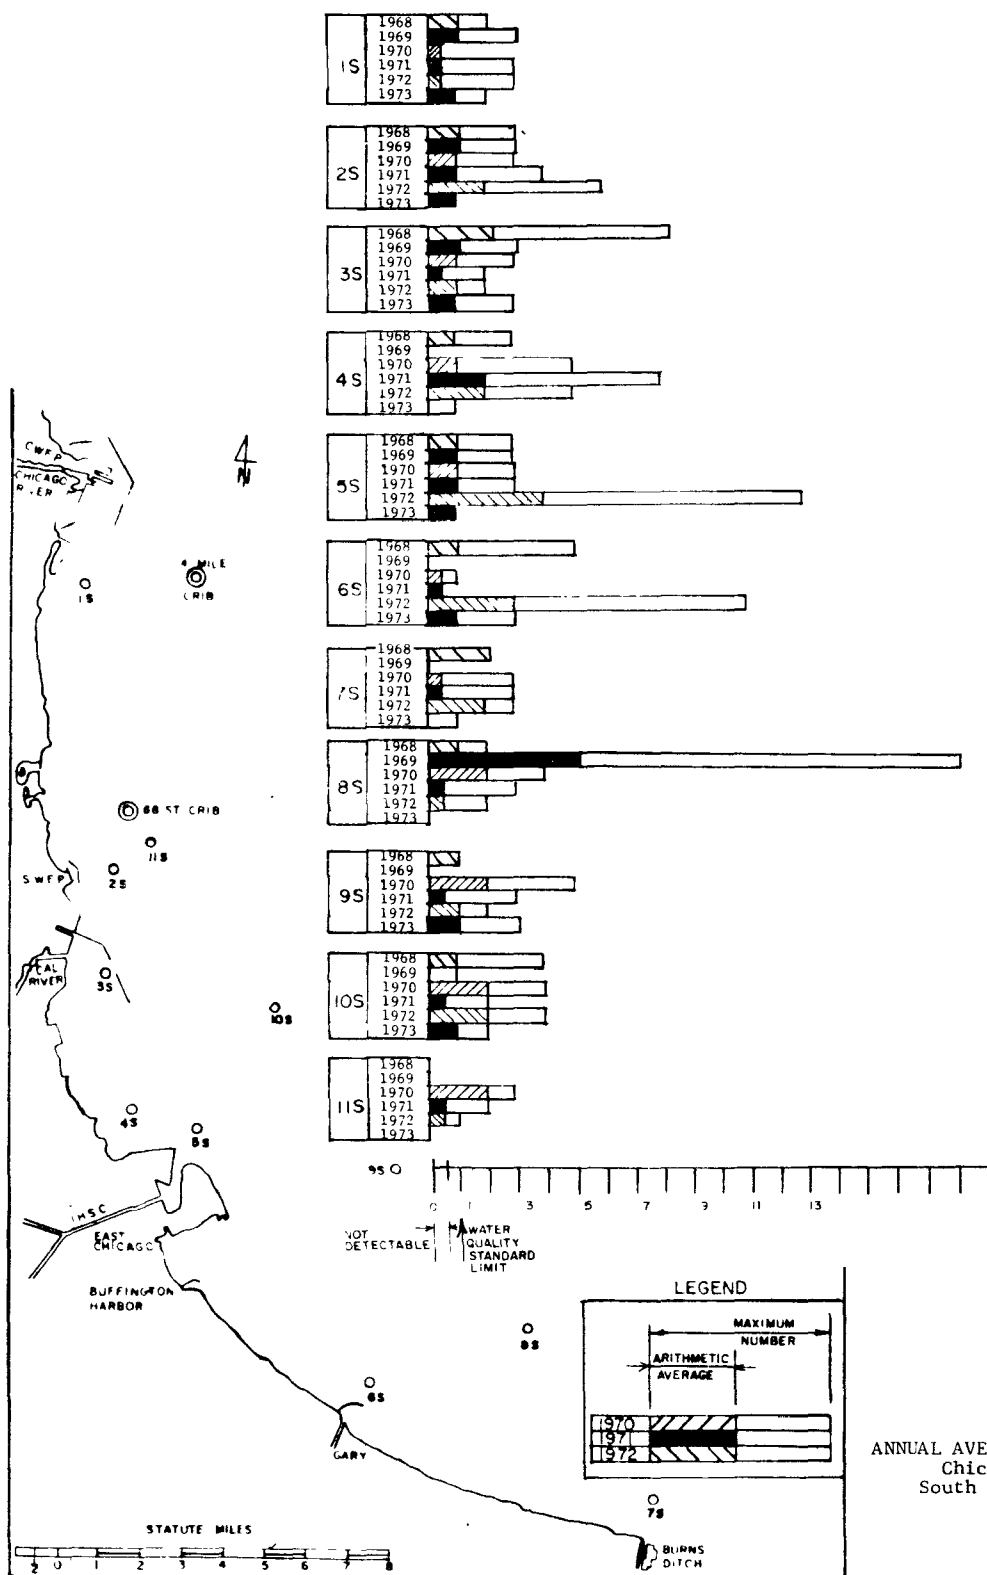 1S
1968
1969
1970
1971
1972
1973
2S
1968
1969
1970
1971
1972
1973
3S
1968
1969
1970
1971
1972
1973
4S
1968
1969
1970
1971
1972
1973
5S
1968
1969
1970
1971
1972
1973
6S
1968
1969
1970
1971
1972
1973
7S
1968
1969
1970
1971
1972
1973
8S
1968
1969
1970
1971
1972
1973
9S
1968
1969
1970
1971
1972
1973
10S
1968
1969
1970
1971
1972
1973
11S
1968
1969
1970
1971
1972
1973
CWFP
CHICAGO
RIVER
N
4 MILE
CRIB
1S
68 ST CRIB
11S
2S
SWFP
CAL
RIVER
3S
10S
4S
5S
9S
IHSC
EAST
CHICAGO
BUFFINGTON
HARBOR
8S
6S
GARY
7S
BURNS
DITCH
0 1 3 5 7 9 11 13
NOT
DETECTABLE
WATER
QUALITY
STANDARD
LIMIT
LEGEND
MAXIMUM
NUMBER
ARITHMETIC
AVERAGE
1970
1971
1972
ANNUAL AVE
Chic
South
STATUTE MILES
2 0 1 2 3 4 5 6 7 8